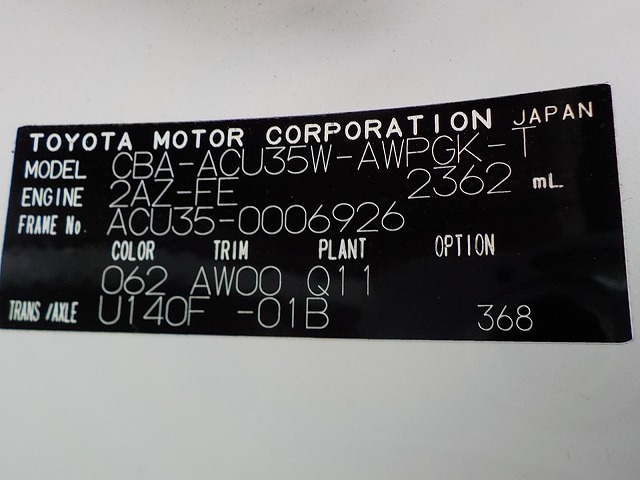 TOYOTA MOTOR CORPORATION JAPAN
MODEL CBA-ACU35W-AWPGK-T
ENGINE 2AZ-FE 2362 mL
FRAME No. ACU35-0006926
COLOR TRIM PLANT OPTION
062 AW00 Q11
TRANS /AXLE U140F -01B 368